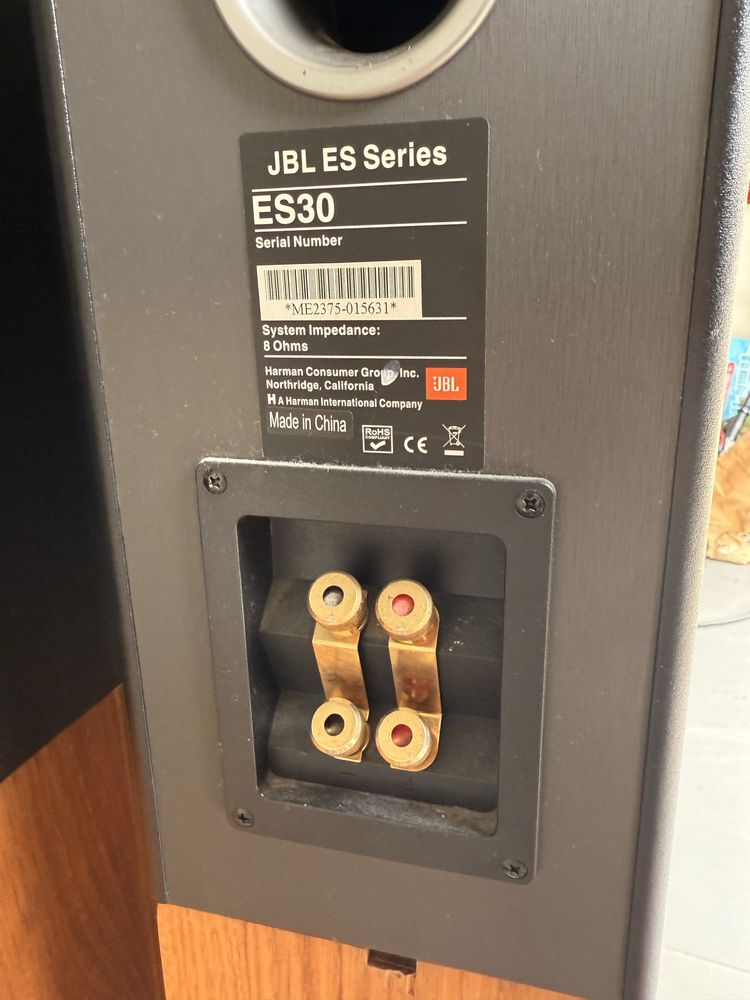 JBL ES Series
ES30
Serial Number
*ME2375-015631*
System Impedance:
8 Ohms
Harman Consumer Group, Inc.
Northridge, California
JBL
H A Harman International Company
Made in China
RoHS
COMPLIANT
CE